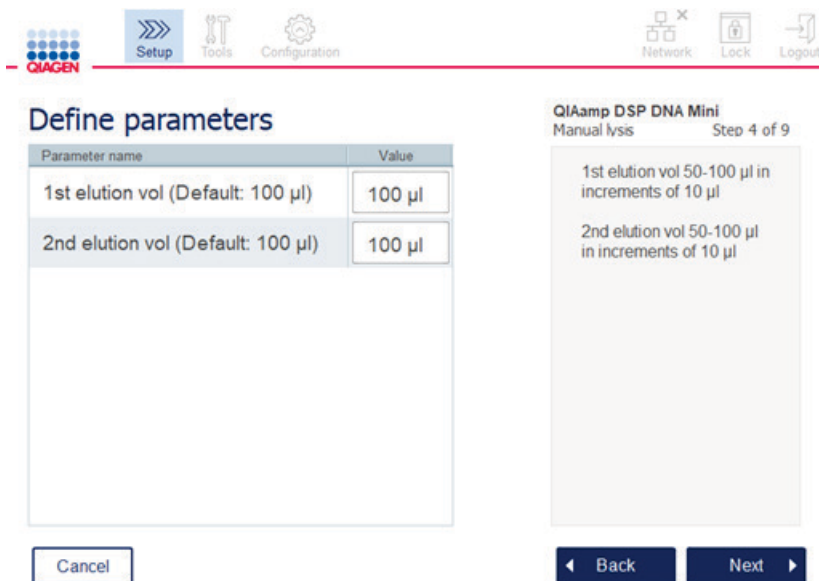 QIAGEN
Setup
Tools
Configuration
Network
Lock
Logout
Define parameters
Parameter name Value
1st elution vol (Default: 100 µl) 100 µl
2nd elution vol (Default: 100 µl) 100 µl
QIAamp DSP DNA Mini
Manual lysis Step 4 of 9
1st elution vol 50-100 µl in
increments of 10 µl
2nd elution vol 50-100 µl
in increments of 10 µl
Cancel
Back
Next